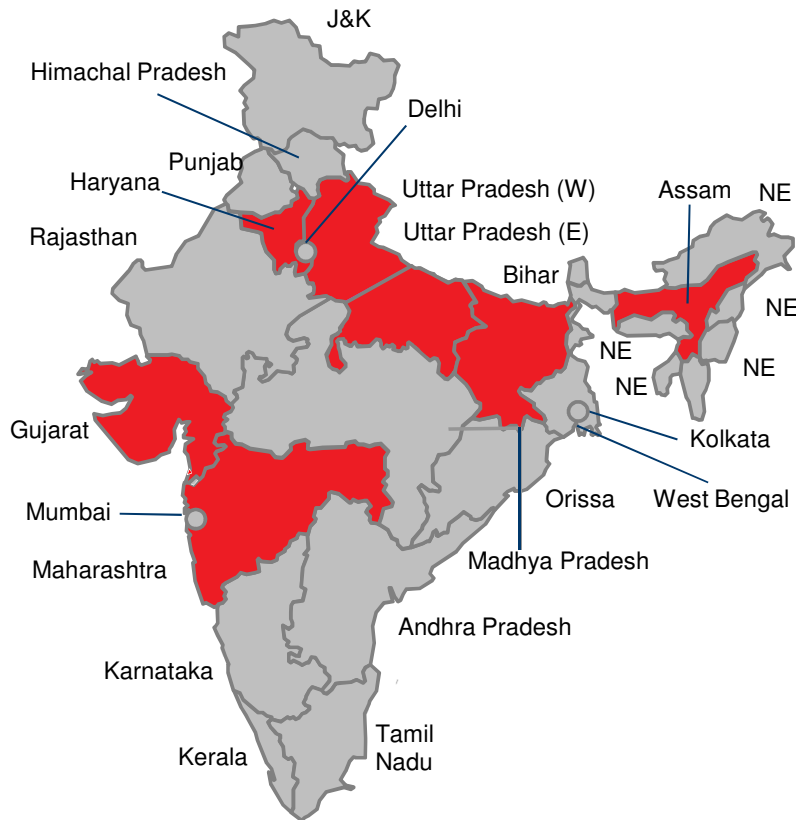 J&K
Himachal Pradesh
Delhi
Punjab
Haryana
Uttar Pradesh (W)
Assam
NE
Rajasthan
Uttar Pradesh (E)
Bihar
NE
NE
NE
NE
Gujarat
Kolkata
Orissa
West Bengal
Mumbai
Madhya Pradesh
Maharashtra
Andhra Pradesh
Karnataka
Kerala
Tamil
Nadu